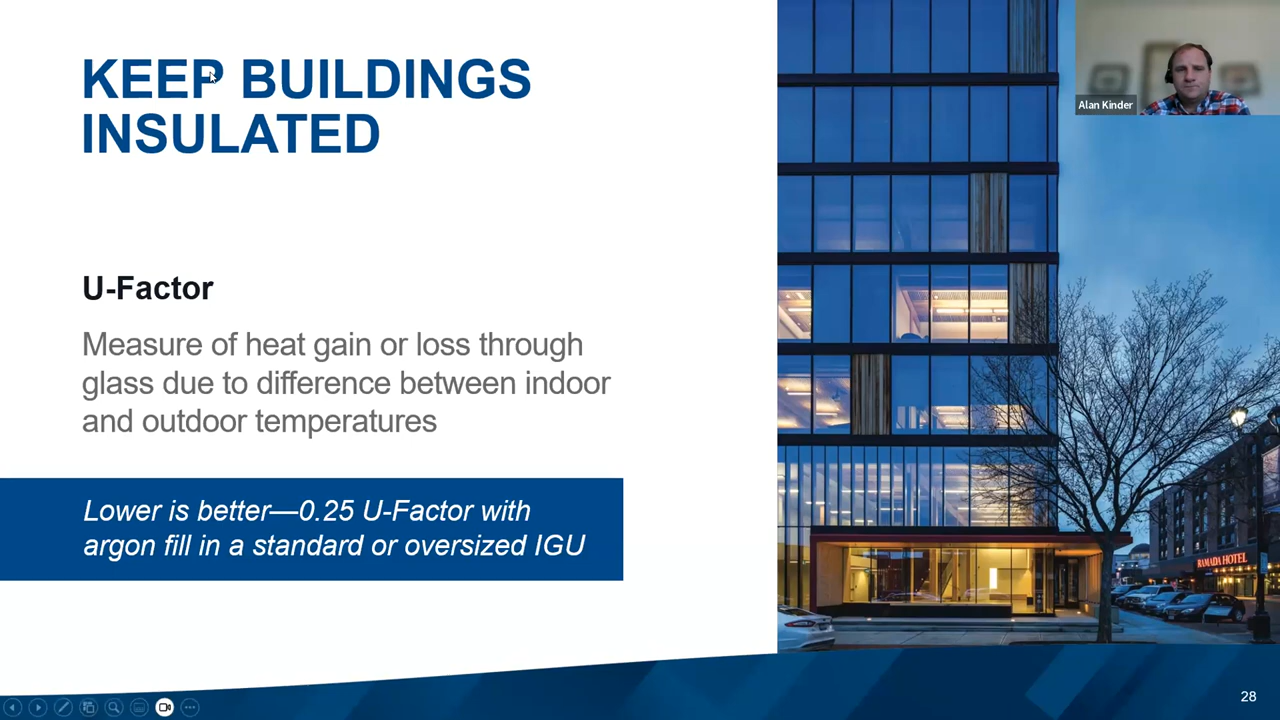 KEEP BUILDINGS
INSULATED
U-Factor
Measure of heat gain or loss through
glass due to difference between indoor
and outdoor temperatures
Lower is better—0.25 U-Factor with
argon fill in a standard or oversized IGU
Alan Kinder
RAMADA HOTEL
28